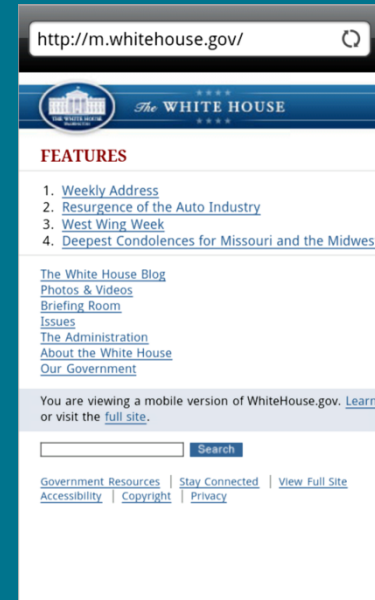 http://m.whitehouse.gov/
THE WHITE HOUSE
WASHINGTON
The WHITE HOUSE
FEATURES
1. Weekly Address
2. Resurgence of the Auto Industry
3. West Wing Week
4. Deepest Condolences for Missouri and the Midwes
The White House Blog
Photos & Videos
Briefing Room
Issues
The Administration
About the White House
Our Government
You are viewing a mobile version of WhiteHouse.gov. Learn
or visit the full site.
Search
Government Resources | Stay Connected | View Full Site
Accessibility | Copyright | Privacy